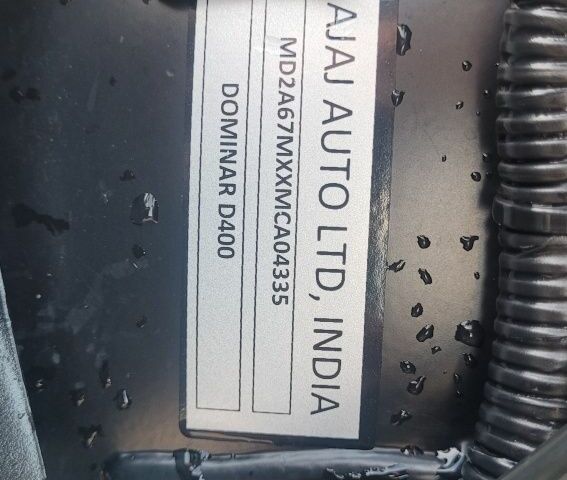 AJAJ AUTO LTD, INDIA
MD2A67MXXMCA04335
DOMINAR D400